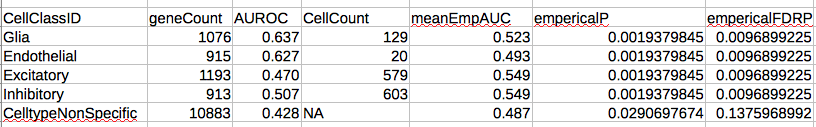 CellClassID geneCount AUROC CellCount meanEmpAUC empericalP empericalFDRP
Glia 1076 0.637 129 0.523 0.0019379845 0.0096899225
Endothelial 915 0.627 20 0.493 0.0019379845 0.0096899225
Excitatory 1193 0.470 579 0.549 0.0019379845 0.0096899225
Inhibitory 913 0.507 603 0.549 0.0019379845 0.0096899225
CelltypeNonSpecific 10883 0.428 NA 0.487 0.0290697674 0.1375968992